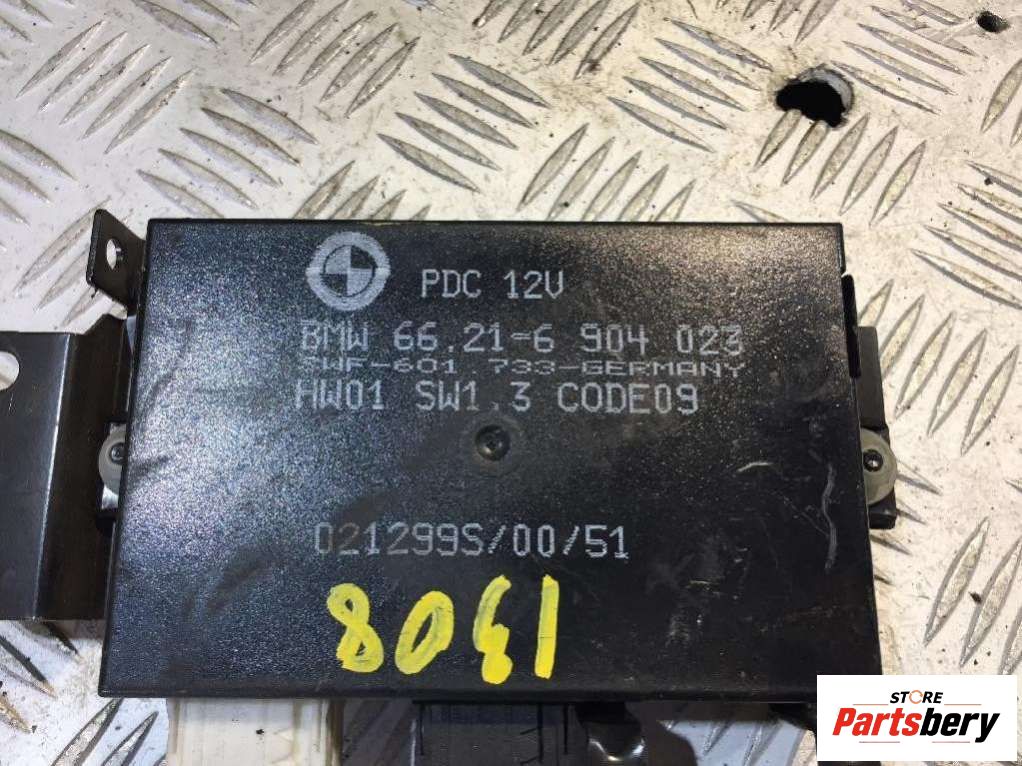 PDC 12V
BMW 66.21-6 904 023
SWF-601.733-GERMANY
HW01 SW1.3 CODE09
021299S/00/51
1308
STORE
Partsbery